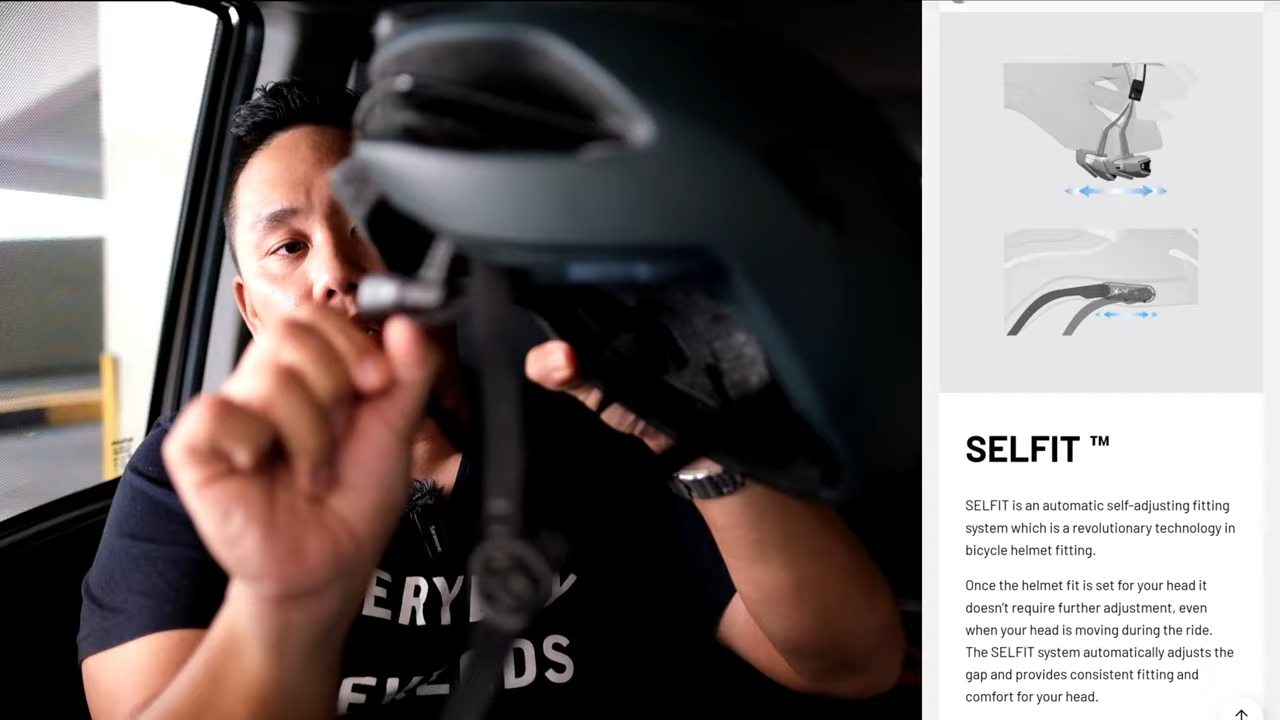 SELFIT ™
SELFIT is an automatic self-adjusting fitting
system which is a revolutionary technology in
bicycle helmet fitting.
Once the helmet fit is set for your head it
doesn’t require further adjustment, even
when your head is moving during the ride.
The SELFIT system automatically adjusts the
gap and provides consistent fitting and
comfort for your head.